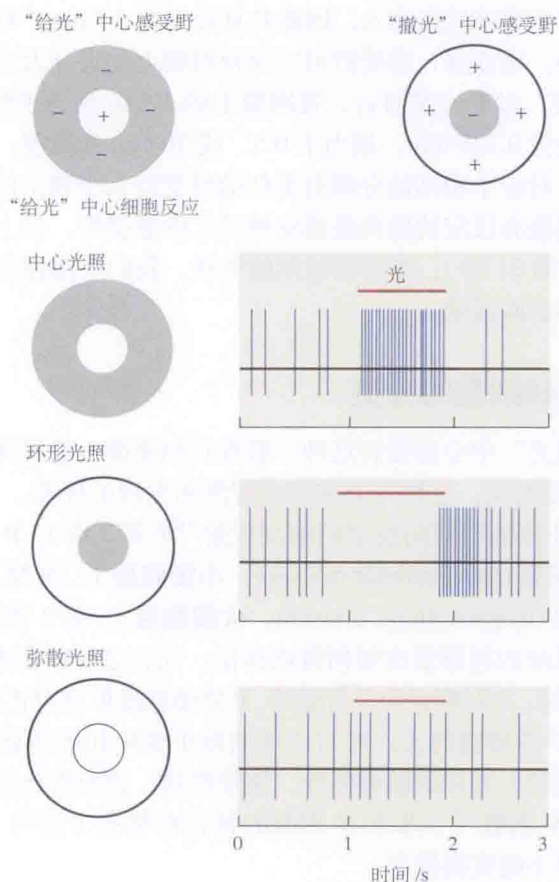 “给光”中心感受野
“撤光”中心感受野
−
− + −
−
+
+ − +
+
“给光”中心细胞反应
中心光照
光
环形光照
弥散光照
0 1 2 3
时间 /s